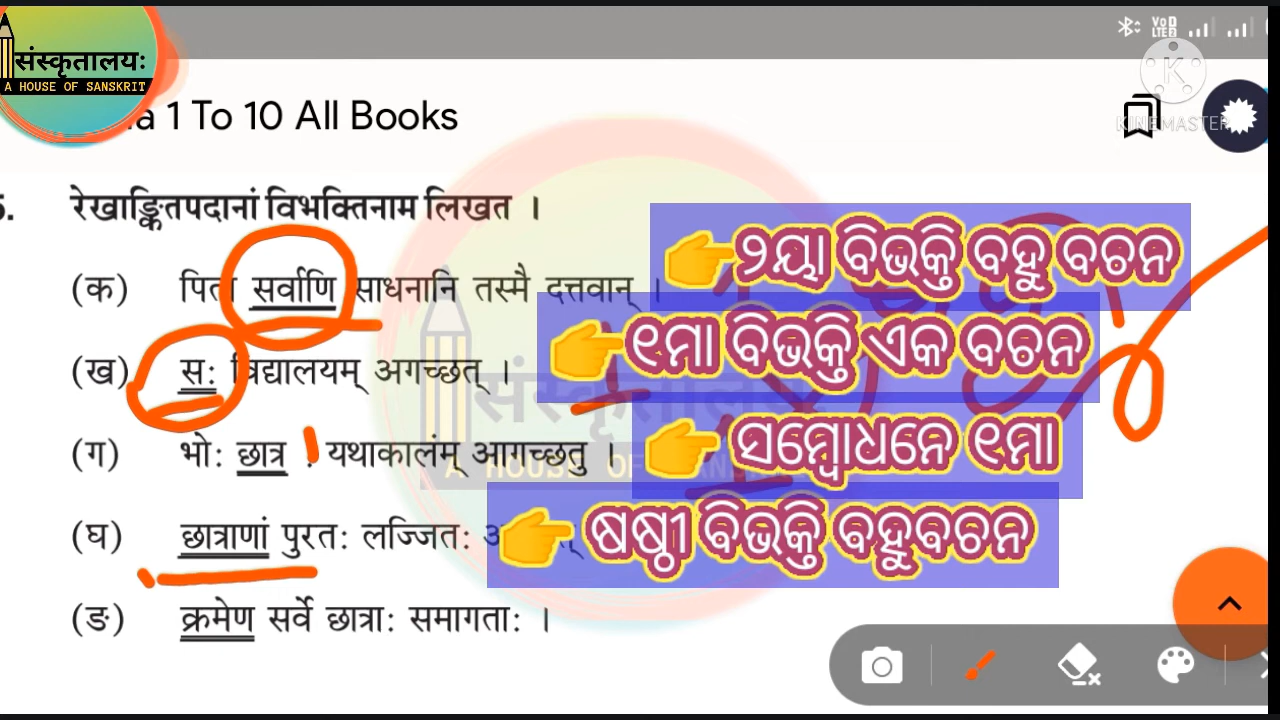 संस्कृतालयः
A HOUSE OF SANSKRIT
1 To 10 All Books
KINEMASTER
रेखाङ्कितपदानां विभक्तिनाम लिखत ।
(क) पिता सर्वाणि साधनानि तस्मै दत्तवान् ।
👉୨ୟା ବିଭକ୍ତି ବହୁ ବଚନ
(ख) सः विद्यालयम् अगच्छत् ।
👉୧ମା ବିଭକ୍ତି ଏକ ବଚନ
(ग) भोः छात्र ! यथाकालंम् आगच्छतु ।
👉 ସମ୍ବୋଧନେ ୧ମା
(घ) छात्राणां पुरतः लज्जितः
👉 ଷଷ୍ଠୀ ବିଭକ୍ତି ବହୁବଚନ
(ङ) क्रमेण सर्वे छात्राः समागताः ।